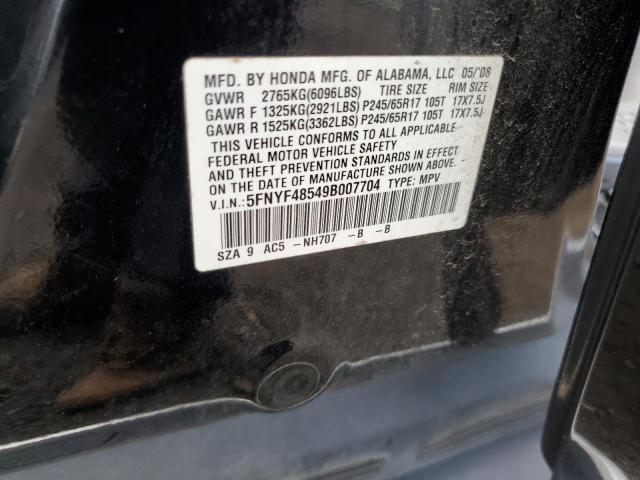 MFD. BY HONDA MFG. OF ALABAMA, LLC 05/'08
GVWR 2765KG(6096LBS) TIRE SIZE RIM SIZE
GAWR F 1325KG(2921LBS) P245/65R17 105T 17X7.5J
GAWR R 1525KG(3362LBS) P245/65R17 105T 17X7.5J
THIS VEHICLE CONFORMS TO ALL APPLICABLE
FEDERAL MOTOR VEHICLE SAFETY
AND THEFT PREVENTION STANDARDS IN EFFECT
ON THE DATE OF MANUFACTURE SHOWN ABOVE.
V.I.N.: 5FNYF48549B007704 TYPE: MPV
SZA 9 AC5 -NH707 -B -B